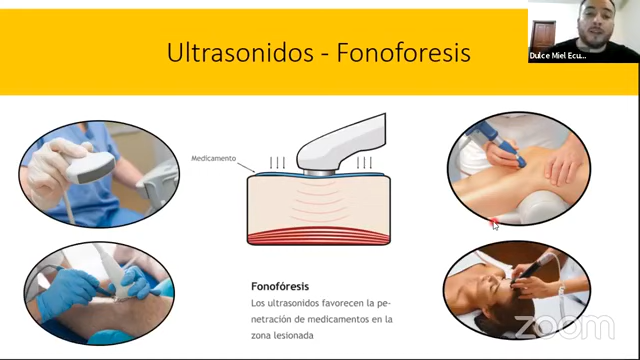 Ultrasonidos - Fonoforesis
Dulce Miel Ecu...
Medicamento
Fonofóresis
Los ultrasonidos favorecen la pe-
netración de medicamentos en la
zona lesionada
zoom